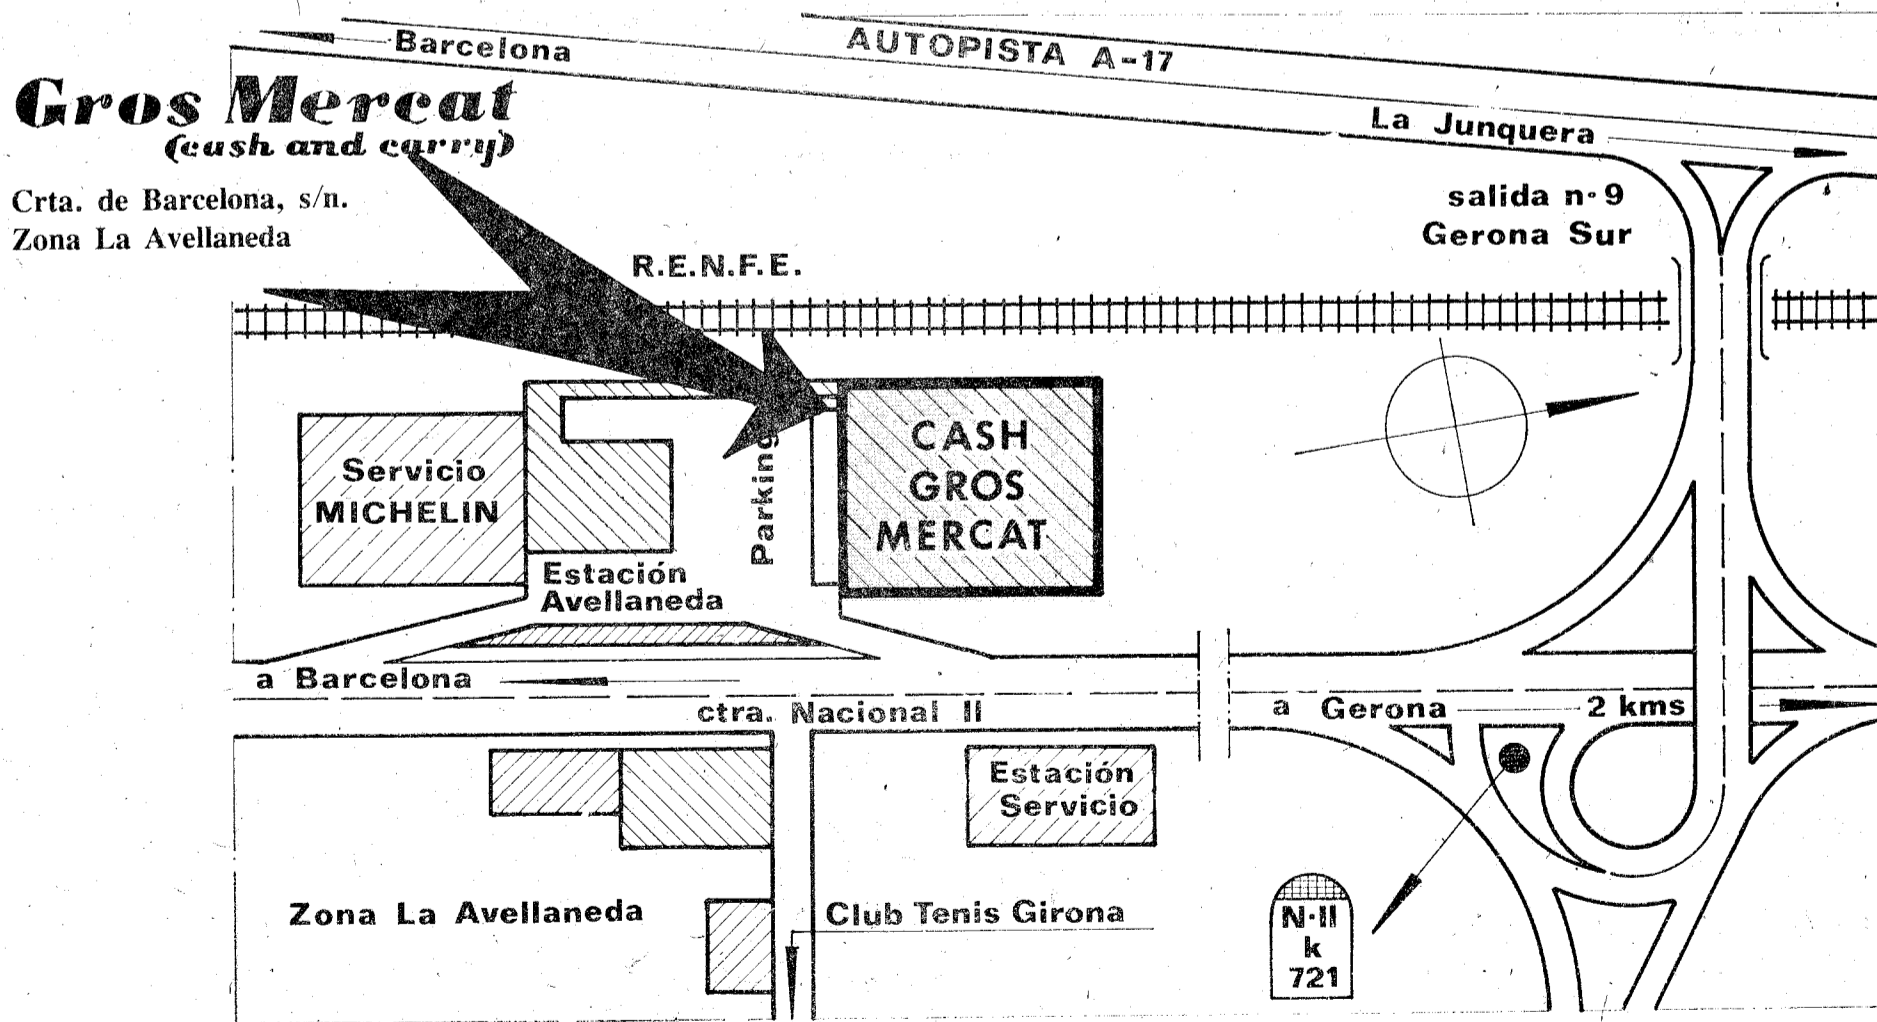 Barcelona
AUTOPISTA A-17
Gros Mercat
(cash and carry)
La Junquera
Crta. de Barcelona, s/n.
Zona La Avellaneda
salida n·9
Gerona Sur
R.E.N.F.E.
Servicio
MICHELIN
Parking
CASH
GROS
MERCAT
Estación
Avellaneda
a Barcelona
ctra. Nacional II
a Gerona 2 kms
Estación
Servicio
Zona La Avellaneda
Club Tenis Girona
N·II
k
721